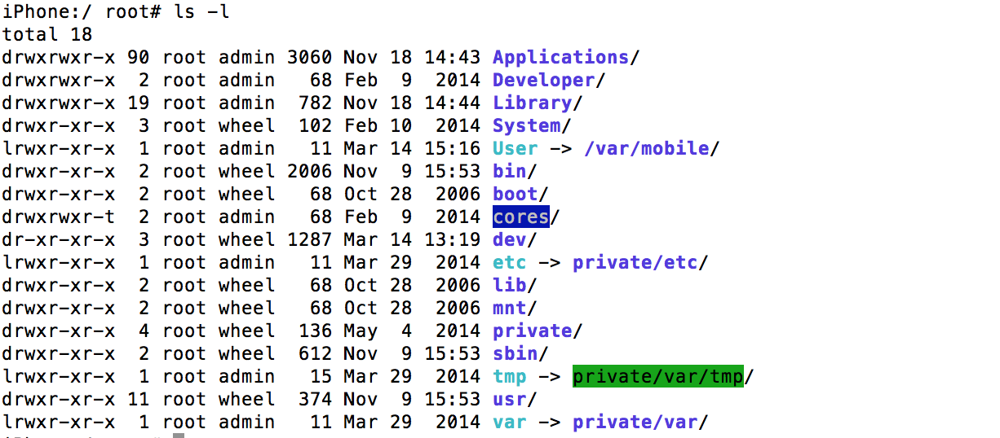 iPhone:/ root# ls -l
total 18
drwxrwxr-x 90 root admin 3060 Nov 18 14:43 Applications/
drwxrwxr-x  2 root admin   68 Feb  9  2014 Developer/
drwxrwxr-x 19 root admin  782 Nov 18 14:44 Library/
drwxr-xr-x  3 root wheel  102 Feb 10  2014 System/
lrwxr-xr-x  1 root admin   11 Mar 14 15:16 User -> /var/mobile/
drwxr-xr-x  2 root wheel 2006 Nov  9 15:53 bin/
drwxr-xr-x  2 root wheel   68 Oct 28  2006 boot/
drwxrwxr-t  2 root admin   68 Feb  9  2014 cores/
dr-xr-xr-x  3 root wheel 1287 Mar 14 13:19 dev/
lrwxr-xr-x  1 root admin   11 Mar 29  2014 etc -> private/etc/
drwxr-xr-x  2 root wheel   68 Oct 28  2006 lib/
drwxr-xr-x  2 root wheel   68 Oct 28  2006 mnt/
drwxr-xr-x  4 root wheel  136 May  4  2014 private/
drwxr-xr-x  2 root wheel  612 Nov  9 15:53 sbin/
lrwxr-xr-x  1 root admin   15 Mar 29  2014 tmp -> private/var/tmp/
drwxr-xr-x 11 root wheel  374 Nov  9 15:53 usr/
lrwxr-xr-x  1 root admin   11 Mar 29  2014 var -> private/var/